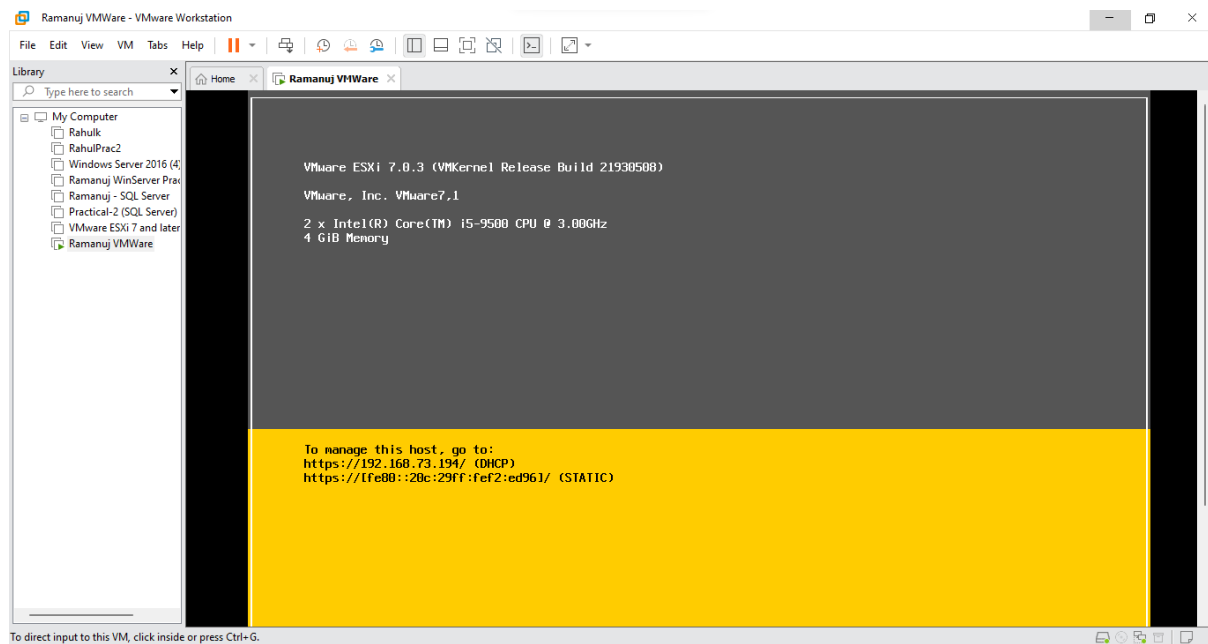 Ramanuj VMWare - VMware Workstation
File Edit View VM Tabs Help
Library
Type here to search
My Computer
Rahulk
RahulPrac2
Windows Server 2016 (4)
Ramanuj WinServer Prac
Ramanuj - SQL Server
Practical-2 (SQL Server)
VMware ESXi 7 and later
Ramanuj VMWare
Home
Ramanuj VMWare
VMware ESXi 7.0.3 (VMKernel Release Build 21930508)
VMware, Inc. VMware7,1
2 x Intel(R) Core(TM) i5-9500 CPU @ 3.00GHz
4 GiB Memory
To manage this host, go to:
https://192.168.73.194/ (DHCP)
https://[fe80::20c:29ff:fef2:ed96]/ (STATIC)
To direct input to this VM, click inside or press Ctrl+G.